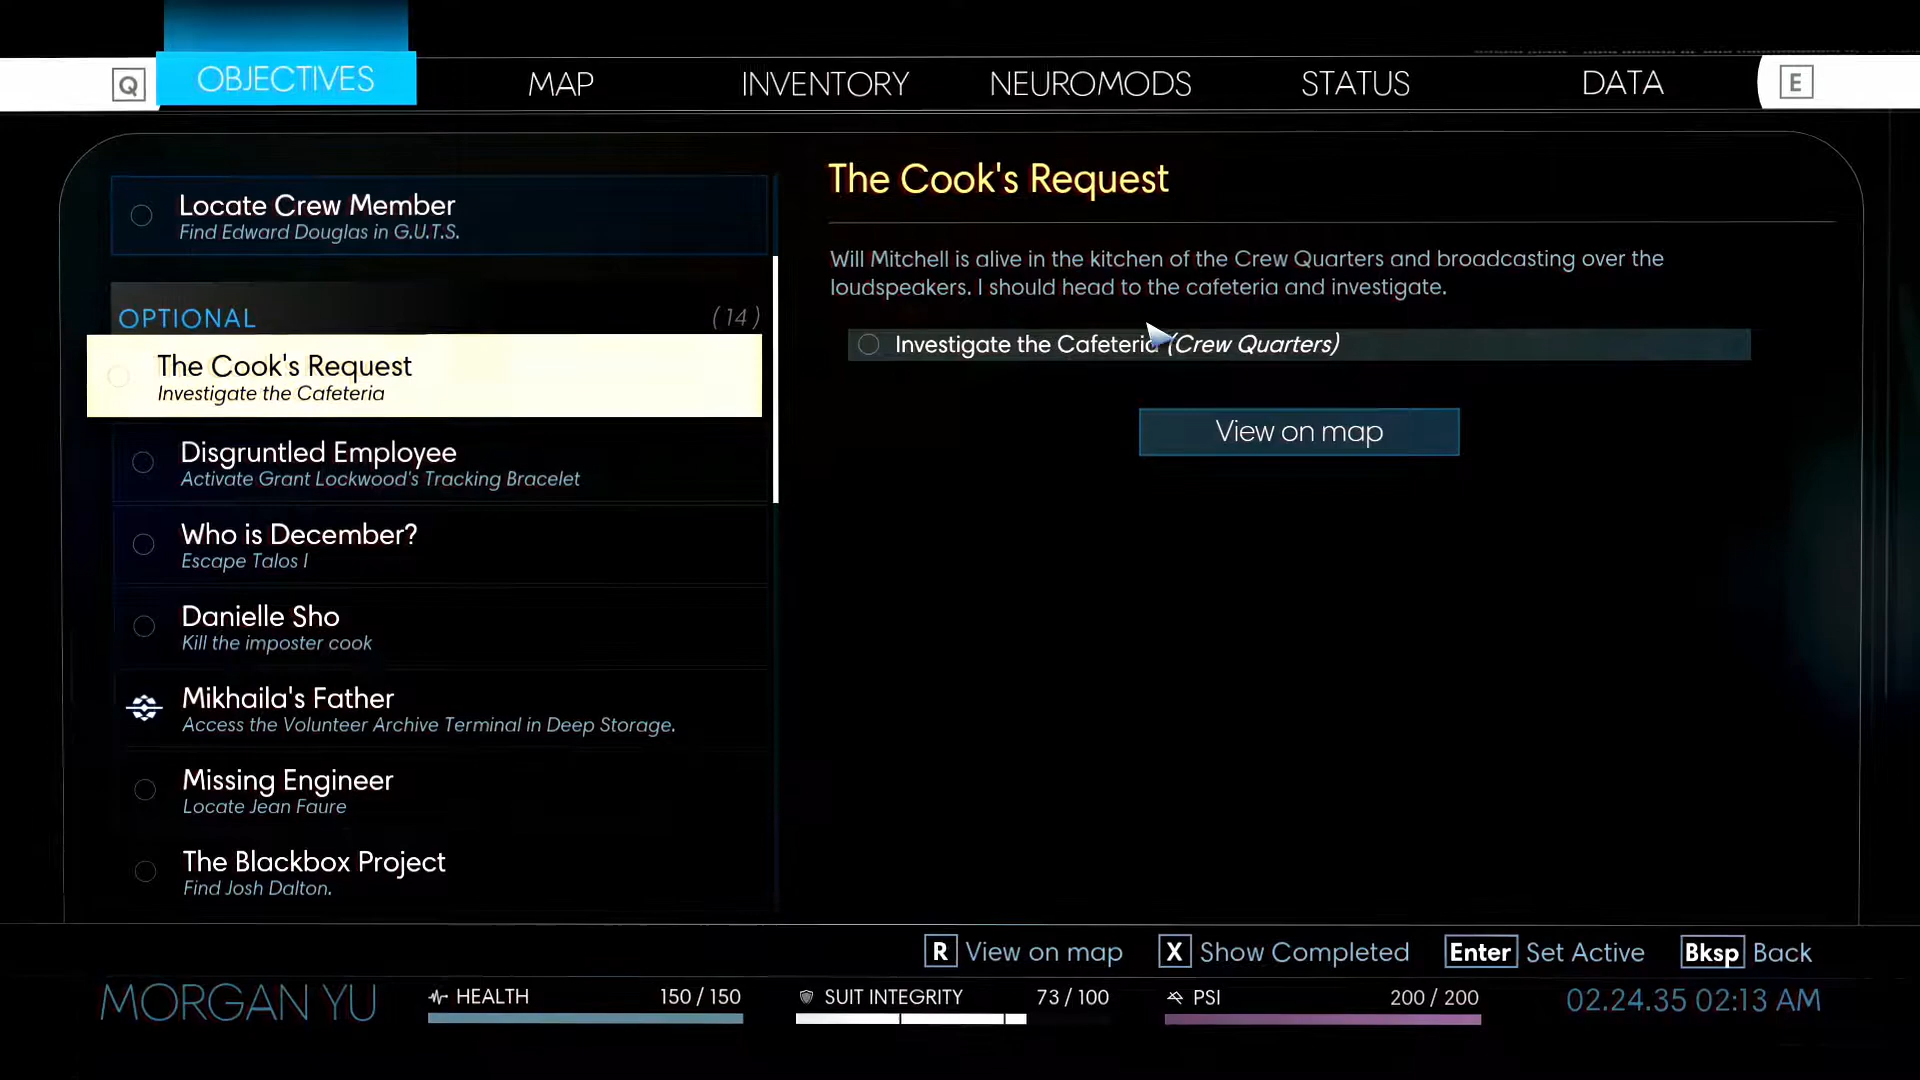 Q
OBJECTIVES
MAP
INVENTORY
NEUROMODS
STATUS
DATA
E
Locate Crew Member
Find Edward Douglas in G.U.T.S.
OPTIONAL (14)
The Cook's Request
Investigate the Cafeteria
Disgruntled Employee
Activate Grant Lockwood's Tracking Bracelet
Who is December?
Escape Talos I
Danielle Sho
Kill the imposter cook
Mikhaila's Father
Access the Volunteer Archive Terminal in Deep Storage.
Missing Engineer
Locate Jean Faure
The Blackbox Project
Find Josh Dalton.
The Cook's Request
Will Mitchell is alive in the kitchen of the Crew Quarters and broadcasting over the
loudspeakers. I should head to the cafeteria and investigate.
Investigate the Cafeteria (Crew Quarters)
View on map
R View on map
X Show Completed
Enter Set Active
Bksp Back
MORGAN YU
HEALTH 150 / 150
SUIT INTEGRITY 73 / 100
PSI 200 / 200
02.24.35 02:13 AM